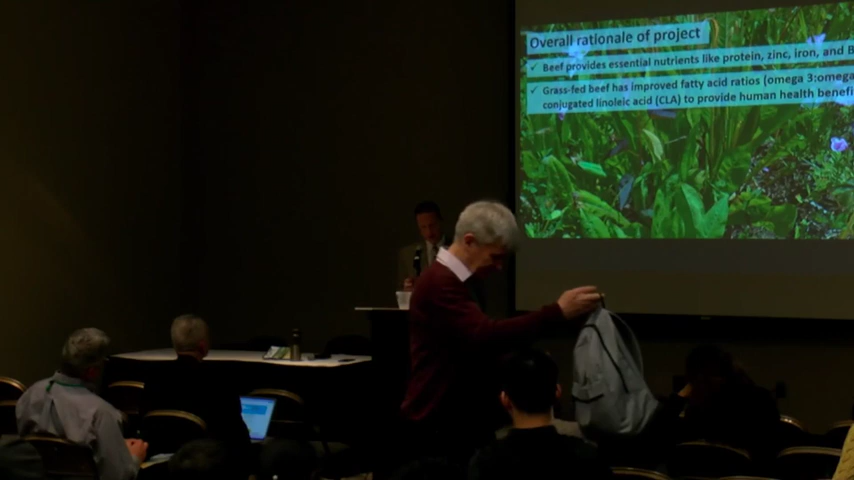 Overall rationale of project
✓ Beef provides essential nutrients like protein, zinc, iron, and B
✓ Grass-fed beef has improved fatty acid ratios (omega 3:omega
conjugated linoleic acid (CLA) to provide human health benefi